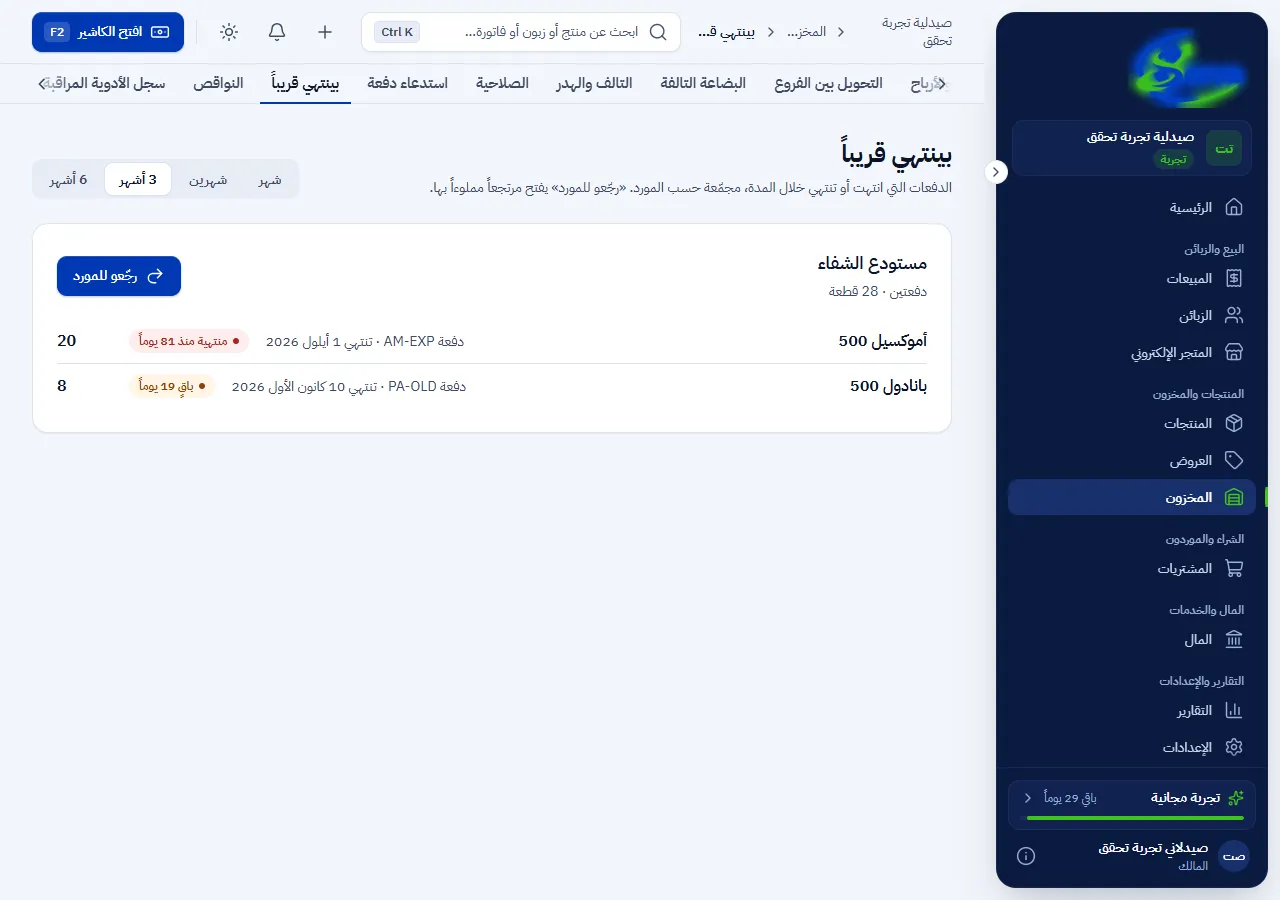 صيدلية تجربة تحقق
المخز...
بينتهي ق...
ابحث عن منتج أو زبون أو فاتورة...
Ctrl K
افتح الكاشير F2
الأرباح
التحويل بين الفروع
البضاعة التالفة
التالف والهدر
الصلاحية
استدعاء دفعة
بينتهي قريباً
النواقص
سجل الأدوية المراقبة
تت
صيدلية تجربة تحقق
تجربة
الرئيسية
البيع والزبائن
المبيعات
الزبائن
المتجر الإلكتروني
المنتجات والمخزون
المنتجات
العروض
المخزون
الشراء والموردون
المشتريات
المال والخدمات
المال
التقارير والإعدادات
التقارير
الإعدادات
تجربة مجانية
باقٍ 29 يوماً
صت
صيدلاني تجربة تحقق
المالك
بينتهي قريباً
الدفعات التي انتهت أو تنتهي خلال المدة، مجمّعة حسب المورد. «رجّعو للمورد» يفتح مرتجعاً مملوءاً بها.
شهر
شهرين
3 أشهر
6 أشهر
مستودع الشفاء
دفعتين · 28 قطعة
رجّعو للمورد
أموكسيل 500
دفعة AM-EXP · تنتهي 1 أيلول 2026
منتهية منذ 81 يوماً
20
بانادول 500
دفعة PA-OLD · تنتهي 10 كانون الأول 2026
باقٍ 19 يوماً
8